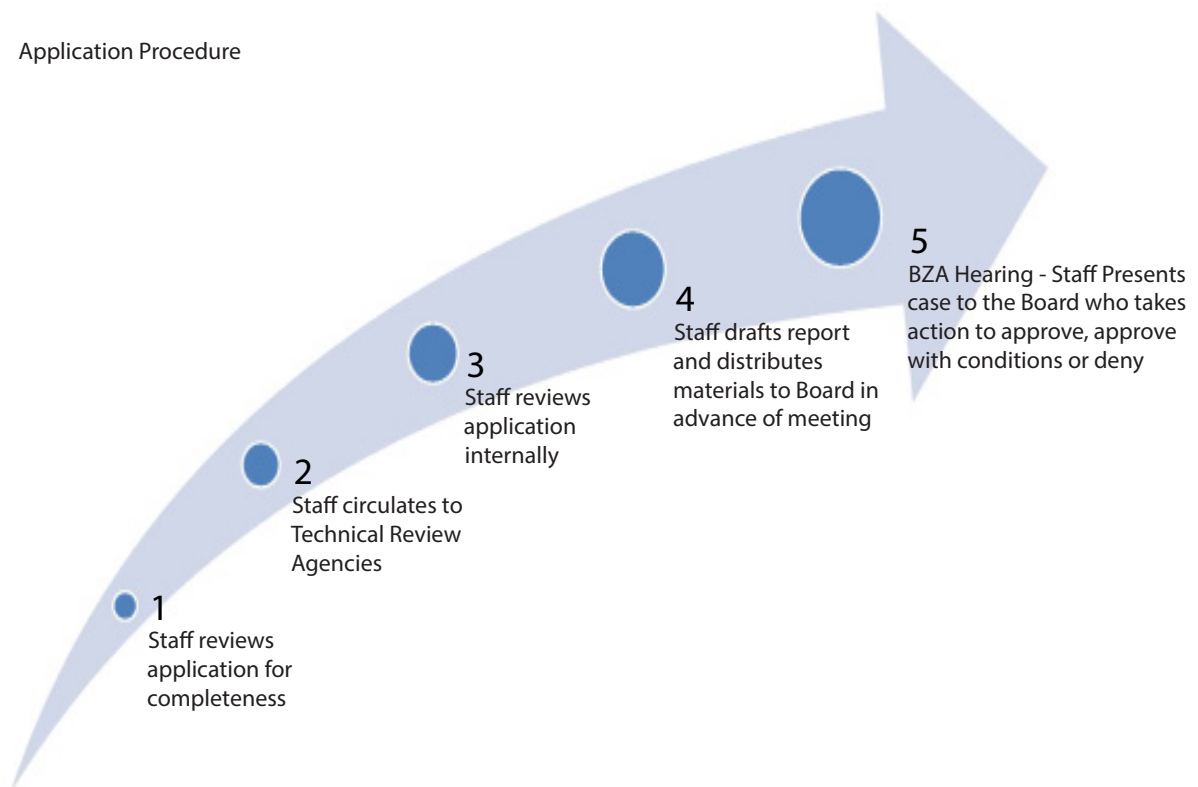 Application Procedure
1
Staff reviews
application for
completeness
2
Staff circulates to
Technical Review
Agencies
3
Staff reviews
application
internally
4
Staff drafts report
and distributes
materials to Board in
advance of meeting
5
BZA Hearing - Staff Presents
case to the Board who takes
action to approve, approve
with conditions or deny